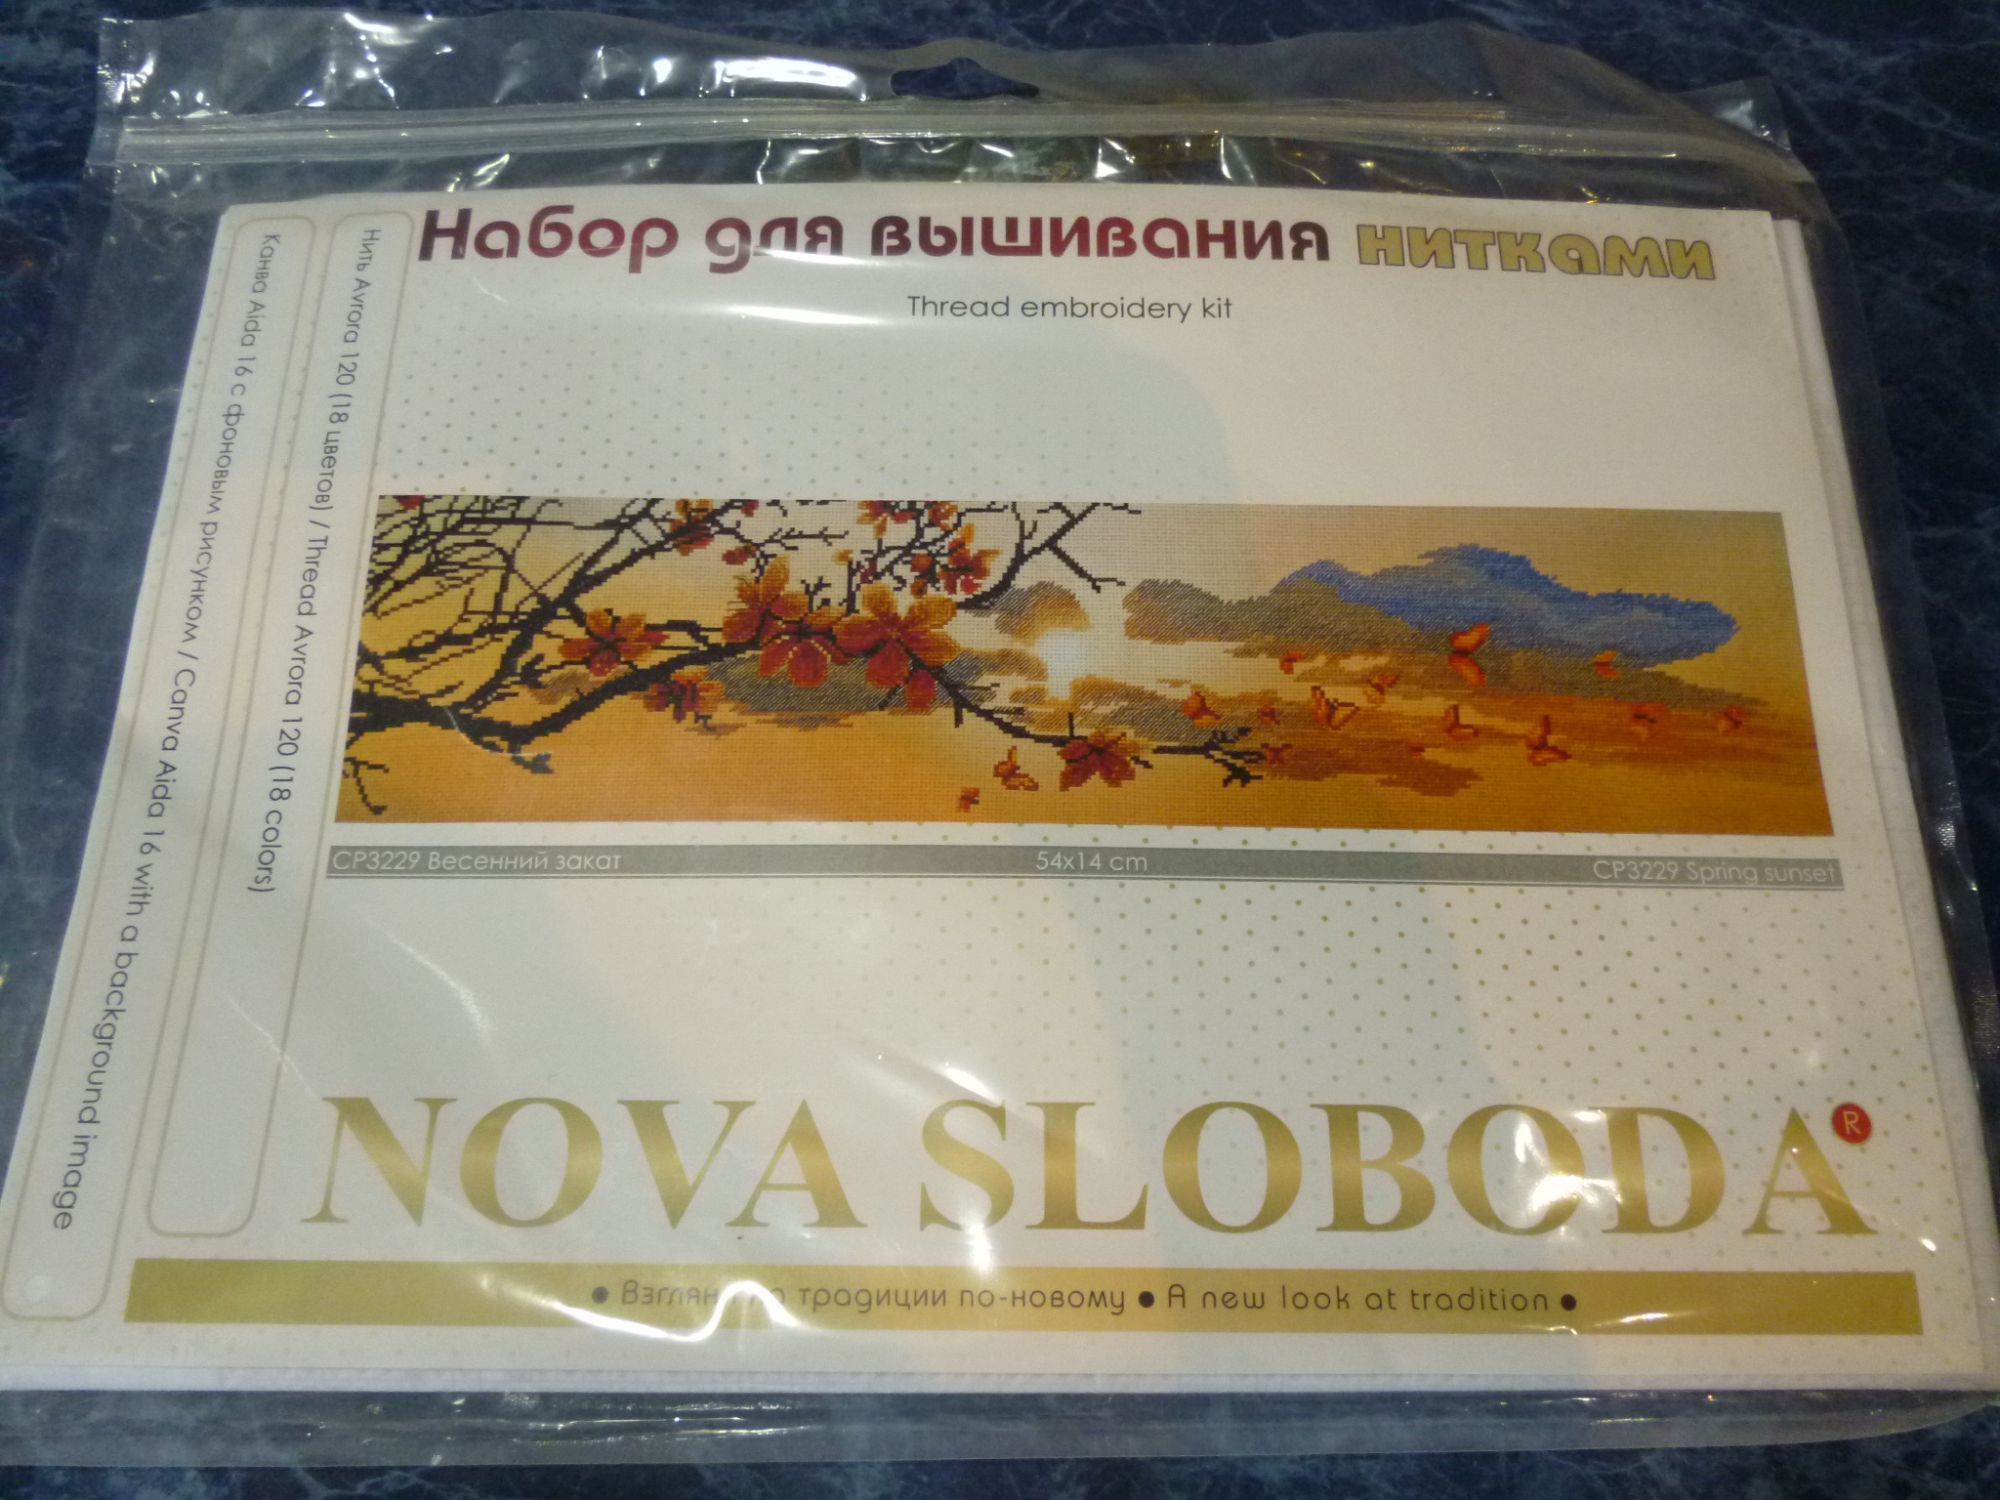 Набор для вышивания нитками
Thread embroidery kit
Канва Aida 16 с фоновым рисунком / Canva Aida 16 with a background image
Нить Avrora 120 (18 цветов) / Thread Avrora 120 (18 colors)
СР3229 Весенний закат 54x14 cm CP3229 Spring sunset
NOVA SLOBODA ®
• традиции по-новому • A new look at tradition •